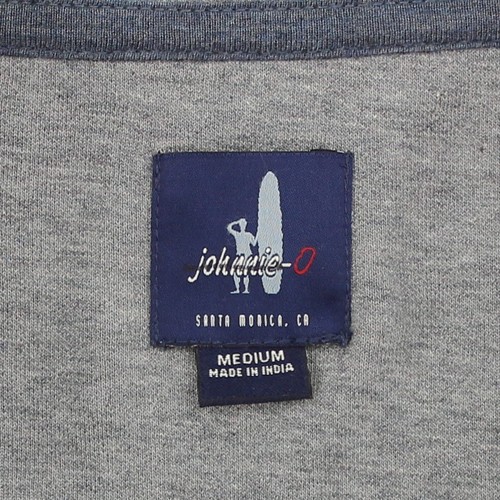 johnnie-O
SANTA MONICA, CA
MEDIUM
MADE IN INDIA